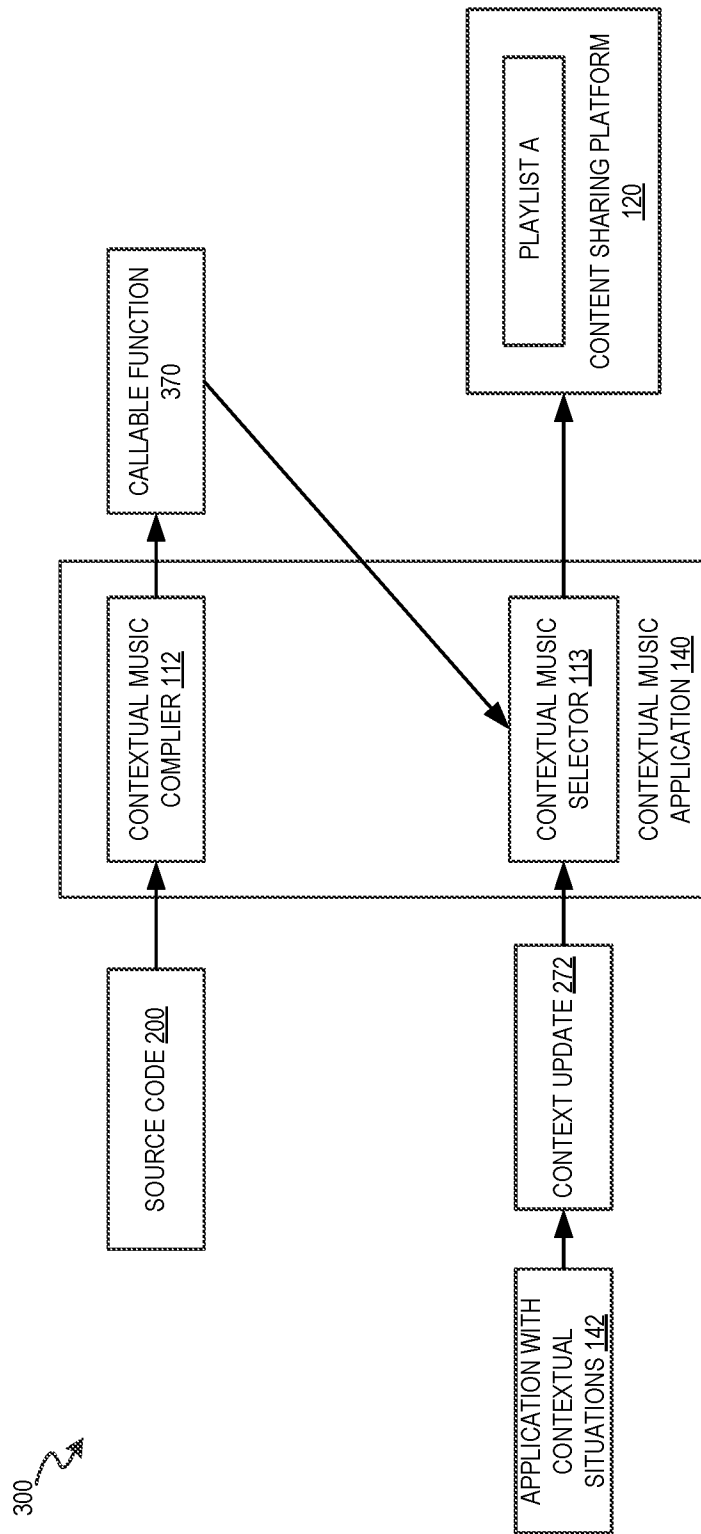 300
SOURCE CODE 200
CONTEXTUAL MUSIC
COMPLIER 112
CALLABLE FUNCTION
370
APPLICATION WITH
CONTEXTUAL
SITUATIONS 142
CONTEXT UPDATE 272
CONTEXTUAL MUSIC
SELECTOR 113
CONTEXTUAL MUSIC
APPLICATION 140
PLAYLIST A
CONTENT SHARING PLATFORM
120